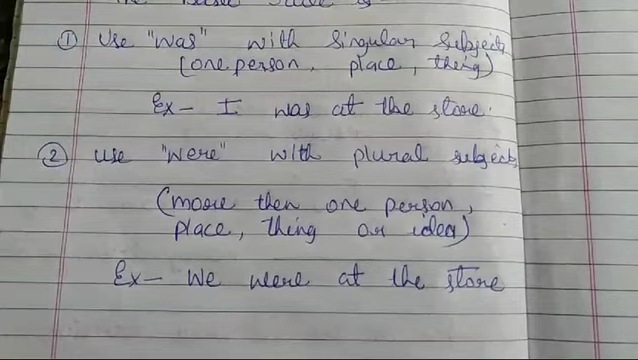 ① Use "was" with singular subjects
(one person, place, thing)
Ex- I was at the store.
② use "were" with plural subjects
(more then one person,
place, thing or idea)
Ex- We were at the store